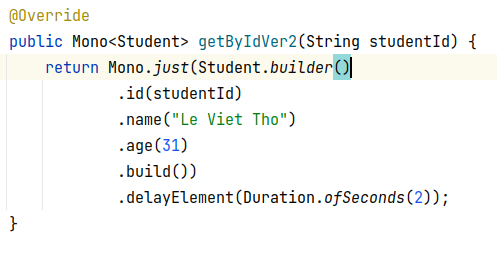 @Override
public Mono<Student> getByIdVer2(String studentId) {
    return Mono.just(Student.builder()
            .id(studentId)
            .name("Le Viet Tho")
            .age(31)
            .build())
            .delayElement(Duration.ofSeconds(2));
}